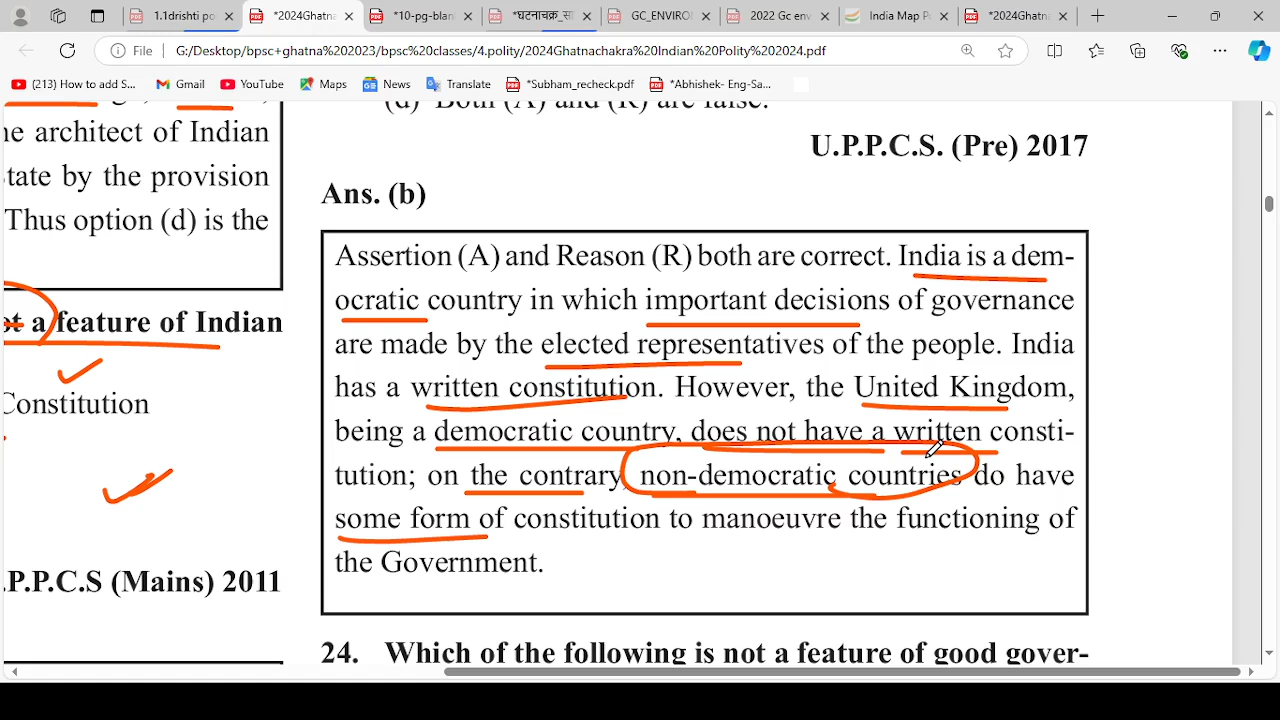 1.1drishti po
*2024Ghatna
*10-pg-blan
*घटनाचक्र_सा
GC_ENVIRO
2022 Gc env
India Map P
*2024Ghatna
File
G:/Desktop/bpsc+ghatna%202023/bpsc%20classes/4.polity/2024Ghatnachakra%20Indian%20Polity%202024.pdf
(213) How to add S...
Gmail
YouTube
Maps
News
Translate
*Subham_recheck.pdf
*Abhishek- Eng-Sa...
(d) Both (A) and (R) are false.
U.P.P.C.S. (Pre) 2017
Ans. (b)
Assertion (A) and Reason (R) both are correct. India is a dem-
ocratic country in which important decisions of governance
are made by the elected representatives of the people. India
has a written constitution. However, the United Kingdom,
being a democratic country, does not have a written consti-
tution; on the contrary non-democratic countries do have
some form of constitution to manoeuvre the functioning of
the Government.
24. Which of the following is not a feature of good gover-
he architect of Indian
state by the provision
Thus option (d) is the
a feature of Indian
Constitution
.P.P.C.S (Mains) 2011